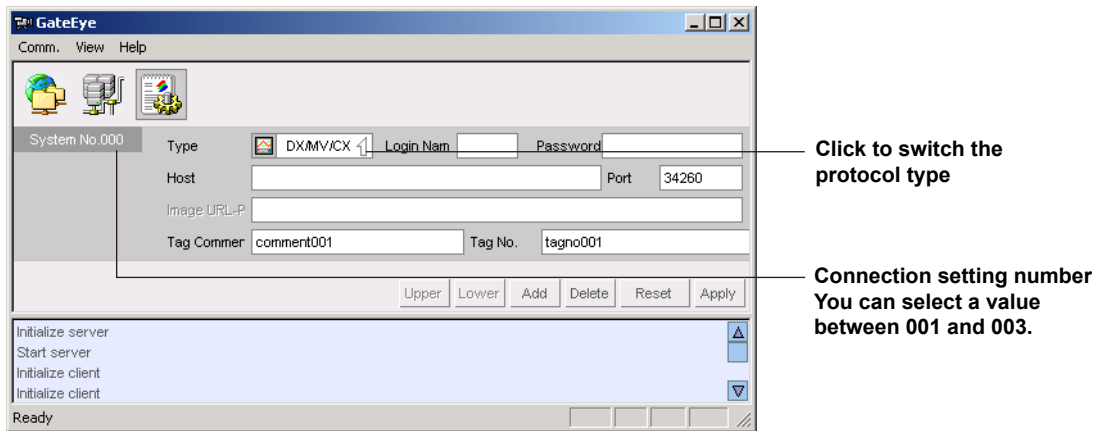 GateEye
Comm. View Help
System No.000
Type DX/MV/CX Login Nam Password
Host Port 34260
Image URL-P
Tag Commer comment001 Tag No. tagno001
Upper Lower Add Delete Reset Apply
Initialize server
Start server
Initialize client
Initialize client
Ready
Click to switch the
protocol type
Connection setting number
You can select a value
between 001 and 003.